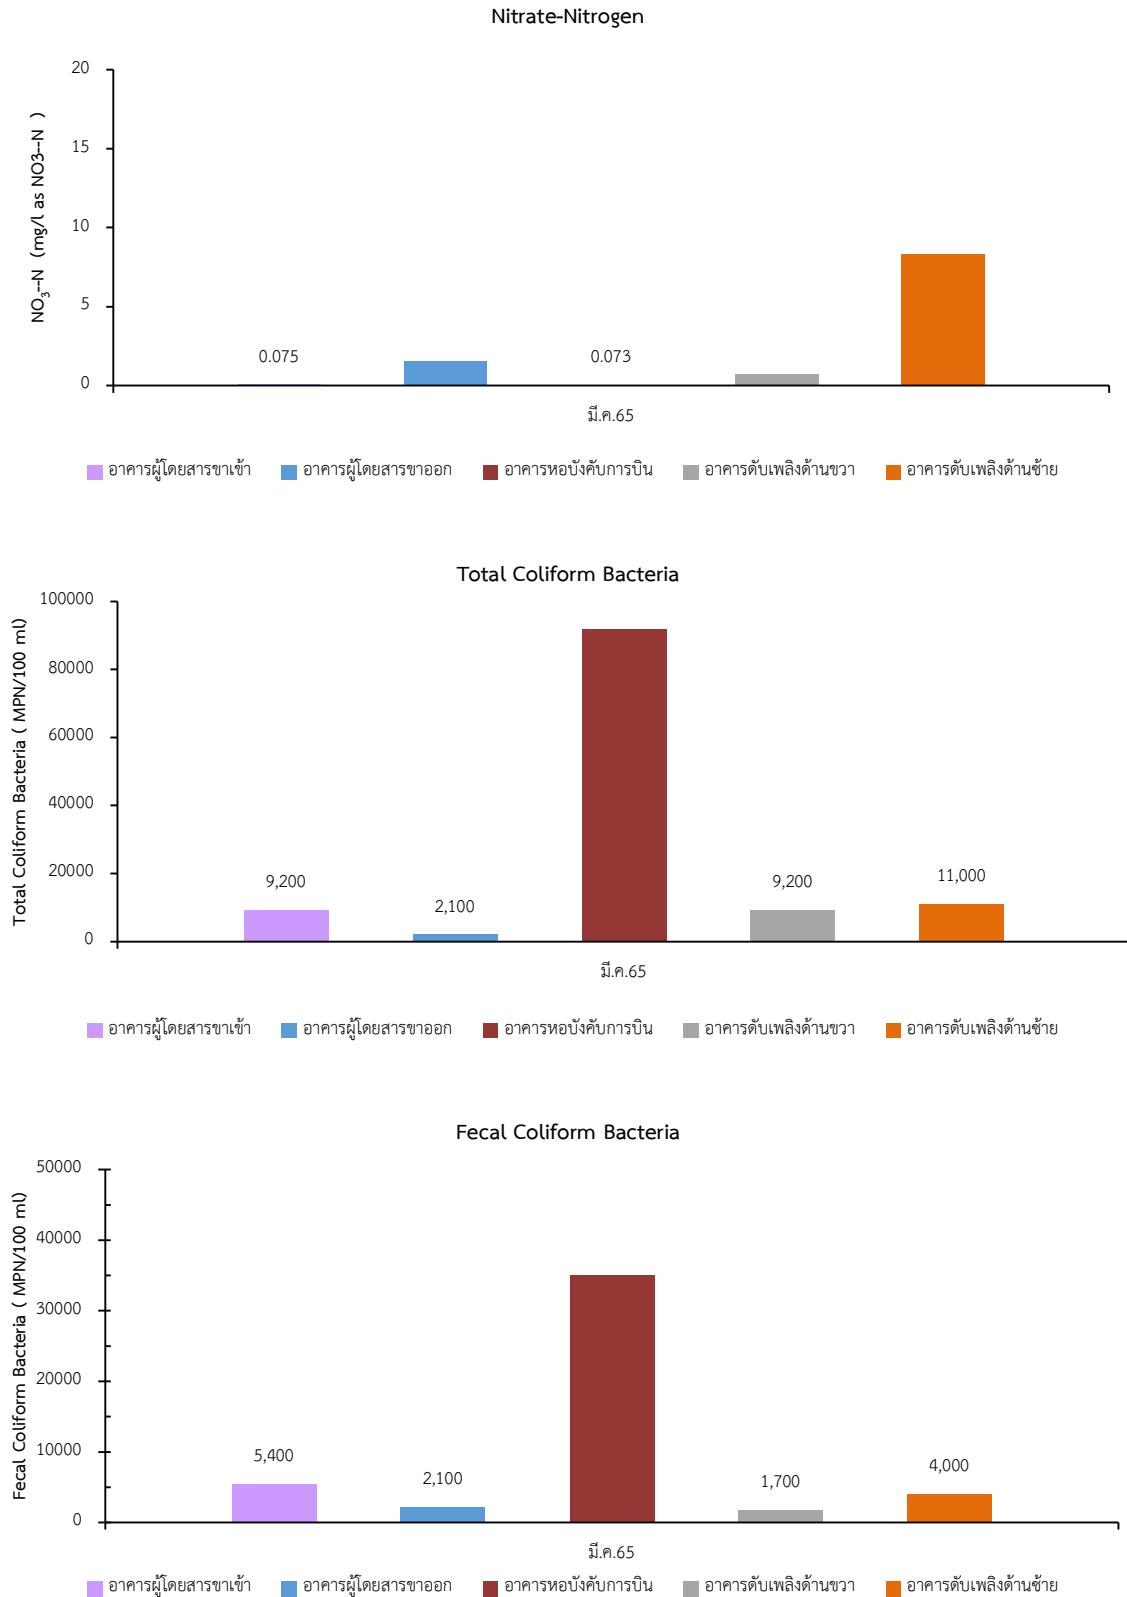 Nitrate-Nitrogen
NO3--N (mg/l as NO3--N )
20
15
10
5
0
0.075
0.073
มี.ค.65
อาคารผู้โดยสารขาเข้า อาคารผู้โดยสารขาออก อาคารหอบังคับการบิน อาคารดับเพลิงด้านขวา อาคารดับเพลิงด้านซ้าย
Total Coliform Bacteria
Total Coliform Bacteria ( MPN/100 ml)
100000
80000
60000
40000
20000
0
9,200
2,100
9,200
11,000
มี.ค.65
อาคารผู้โดยสารขาเข้า อาคารผู้โดยสารขาออก อาคารหอบังคับการบิน อาคารดับเพลิงด้านขวา อาคารดับเพลิงด้านซ้าย
Fecal Coliform Bacteria
Fecal Coliform Bacteria ( MPN/100 ml)
50000
40000
30000
20000
10000
0
5,400
2,100
1,700
4,000
มี.ค.65
อาคารผู้โดยสารขาเข้า อาคารผู้โดยสารขาออก อาคารหอบังคับการบิน อาคารดับเพลิงด้านขวา อาคารดับเพลิงด้านซ้าย